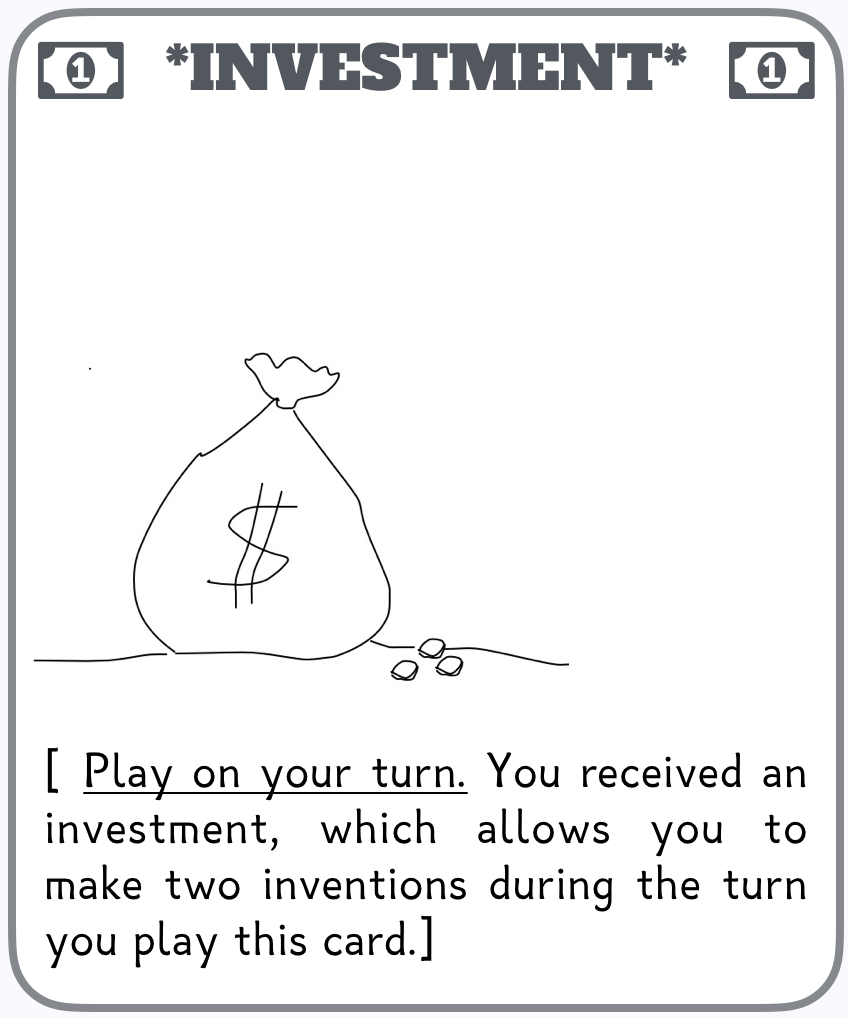 1 *INVESTMENT* 1
$
[ Play on your turn. You received an
investment, which allows you to
make two inventions during the turn
you play this card.]